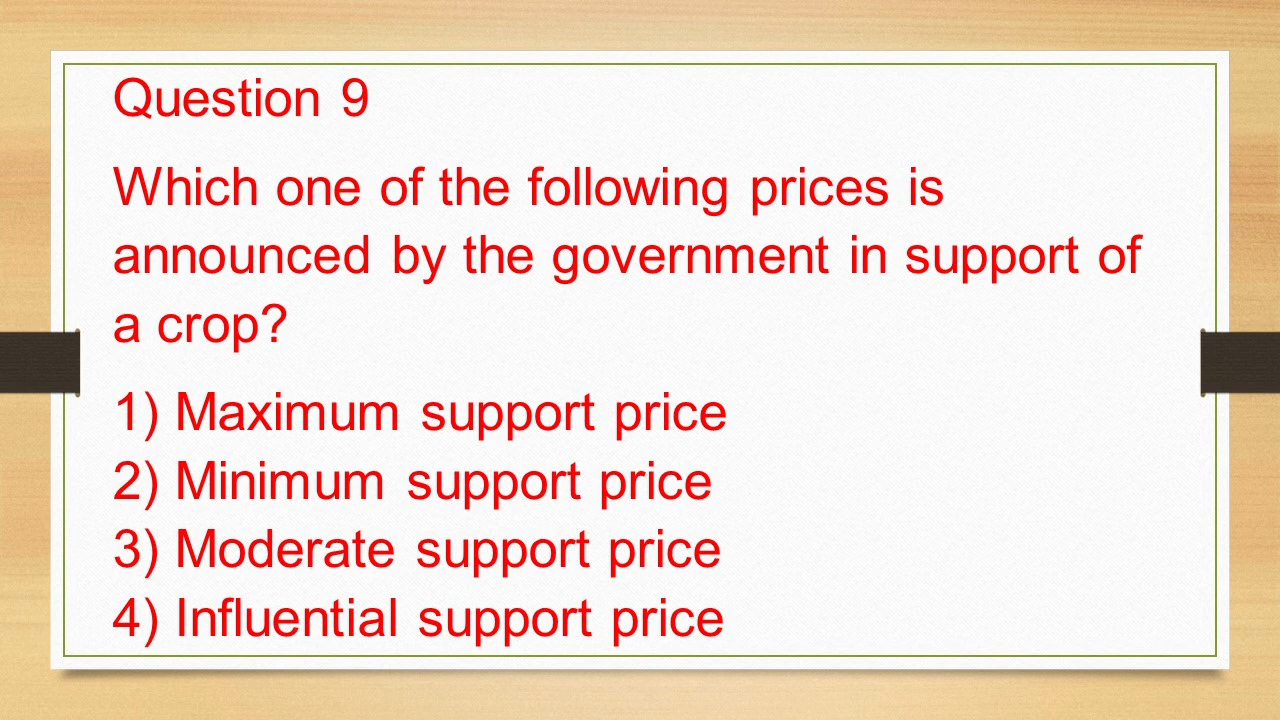 Question 9
Which one of the following prices is
announced by the government in support of
a crop?
1) Maximum support price
2) Minimum support price
3) Moderate support price
4) Influential support price